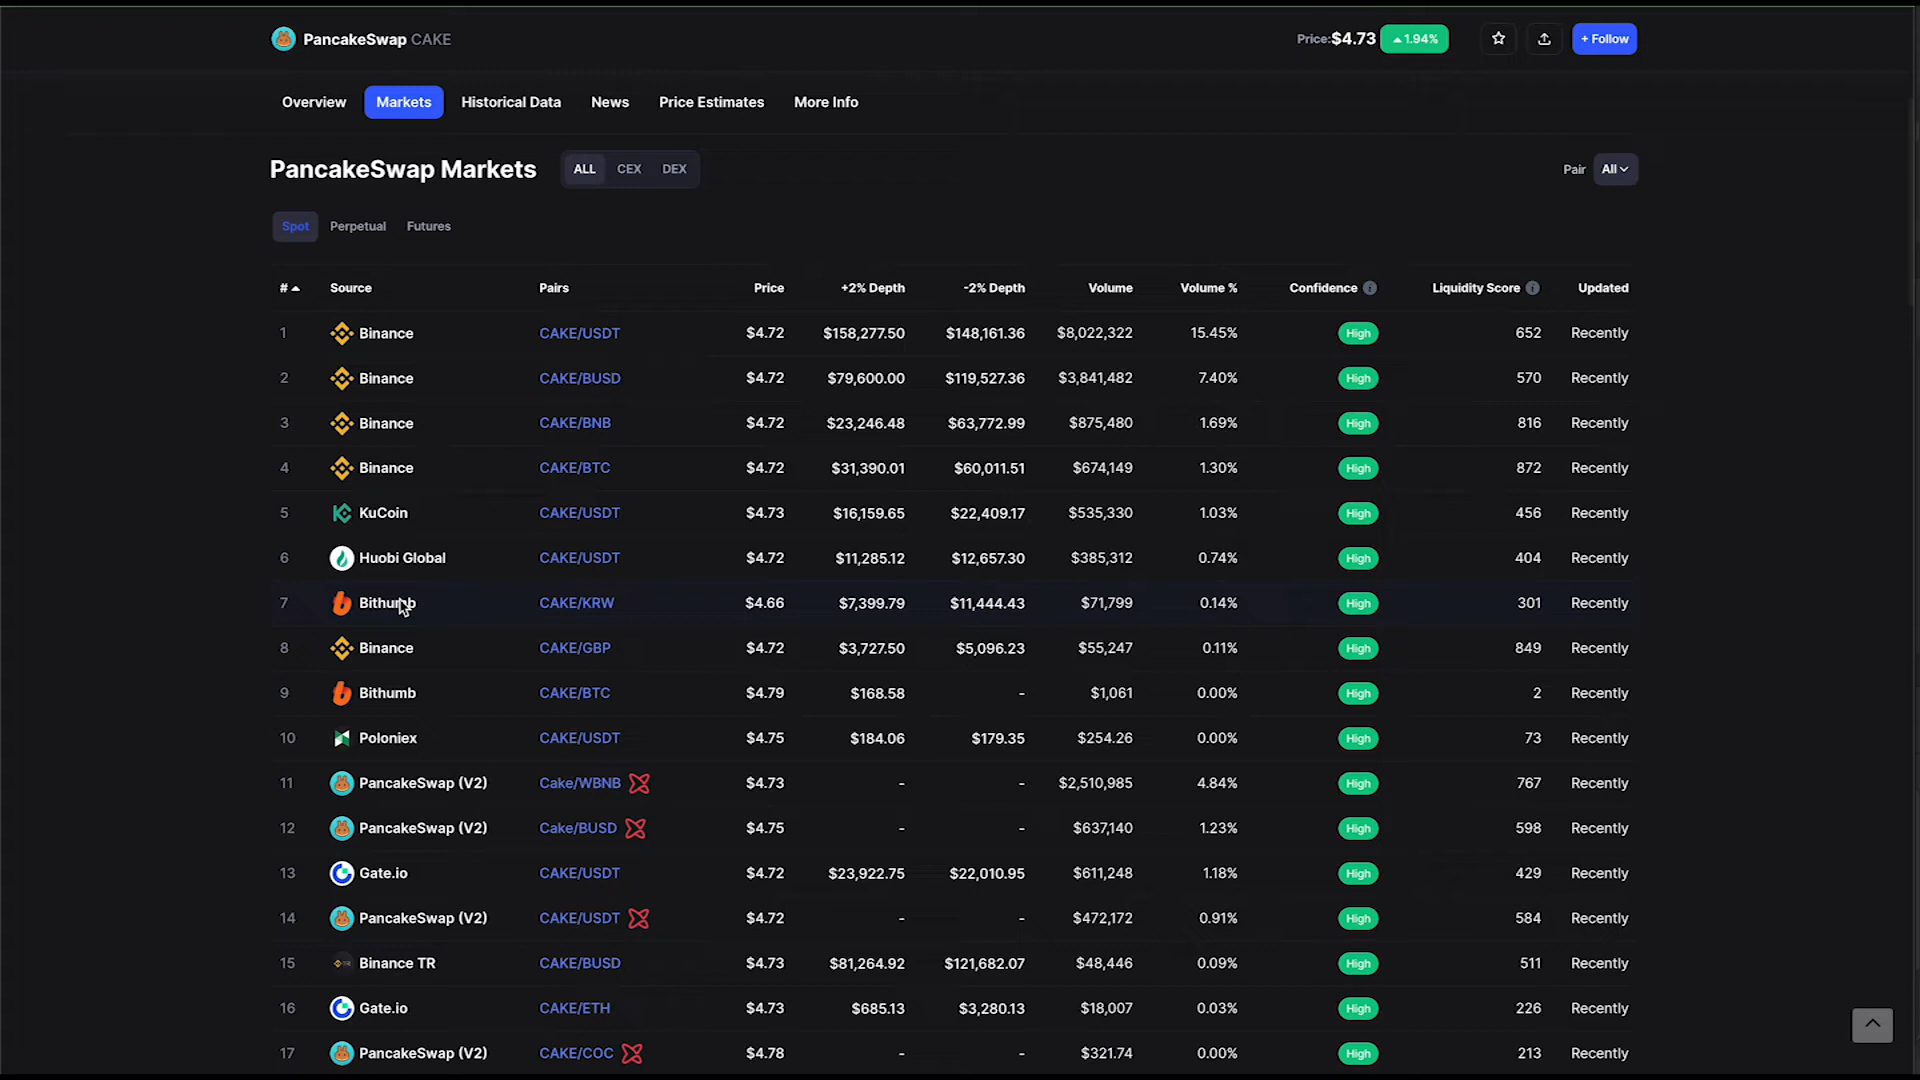 PancakeSwap CAKE Price:$4.73 1.94% + Follow
Overview Markets Historical Data News Price Estimates More Info
PancakeSwap Markets ALL CEX DEX Pair All
Spot Perpetual Futures
# Source Pairs Price +2% Depth -2% Depth Volume Volume % Confidence Liquidity Score Updated
1 Binance CAKE/USDT $4.72 $158,277.50 $148,161.36 $8,022,322 15.45% High 652 Recently
2 Binance CAKE/BUSD $4.72 $79,600.00 $119,527.36 $3,841,482 7.40% High 570 Recently
3 Binance CAKE/BNB $4.72 $23,246.48 $63,772.99 $875,480 1.69% High 816 Recently
4 Binance CAKE/BTC $4.72 $31,390.01 $60,011.51 $674,149 1.30% High 872 Recently
5 KuCoin CAKE/USDT $4.73 $16,159.65 $22,409.17 $535,330 1.03% High 456 Recently
6 Huobi Global CAKE/USDT $4.72 $11,285.12 $12,657.30 $385,312 0.74% High 404 Recently
7 Bithumb CAKE/KRW $4.66 $7,399.79 $11,444.43 $71,799 0.14% High 301 Recently
8 Binance CAKE/GBP $4.72 $3,727.50 $5,096.23 $55,247 0.11% High 849 Recently
9 Bithumb CAKE/BTC $4.79 $168.58 - $1,061 0.00% High 2 Recently
10 Poloniex CAKE/USDT $4.75 $184.06 $179.35 $254.26 0.00% High 73 Recently
11 PancakeSwap (V2) Cake/WBNB $4.73 - - $2,510,985 4.84% High 767 Recently
12 PancakeSwap (V2) Cake/BUSD $4.75 - - $637,140 1.23% High 598 Recently
13 Gate.io CAKE/USDT $4.72 $23,922.75 $22,010.95 $611,248 1.18% High 429 Recently
14 PancakeSwap (V2) CAKE/USDT $4.72 - - $472,172 0.91% High 584 Recently
15 Binance TR CAKE/BUSD $4.73 $81,264.92 $121,682.07 $48,446 0.09% High 511 Recently
16 Gate.io CAKE/ETH $4.73 $685.13 $3,280.13 $18,007 0.03% High 226 Recently
17 PancakeSwap (V2) CAKE/COC $4.78 - - $321.74 0.00% High 213 Recently